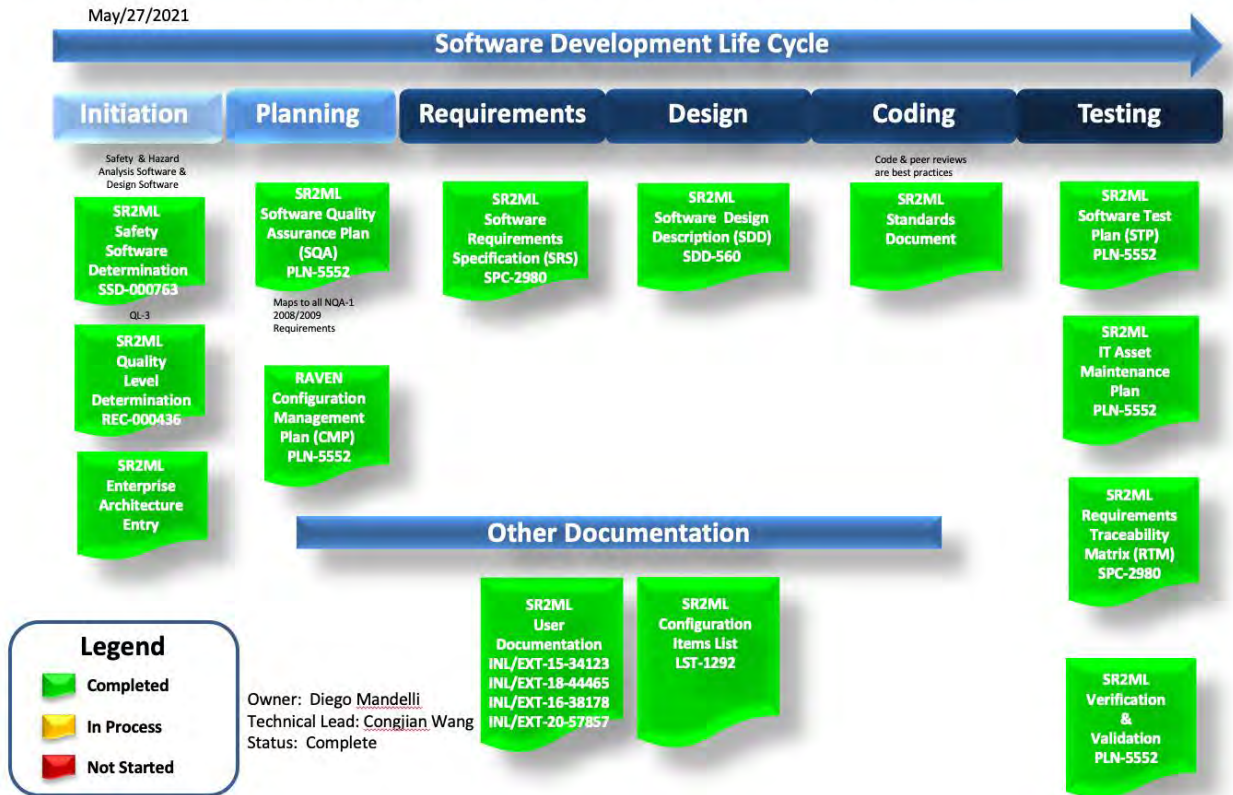 May/27/2021
Software Development Life Cycle
Initiation
Planning
Requirements
Design
Coding
Testing
Safety & Hazard
Analysis Software &
Design Software
SR2ML
Safety
Software
Determination
SSD-000763
QL-3
SR2ML
Quality
Level
Determination
REC-000436
SR2ML
Enterprise
Architecture
Entry
SR2ML
Software Quality
Assurance Plan
(SQA)
PLN-5552
Maps to all NQA-1
2008/2009
Requirements
RAVEN
Configuration
Management
Plan (CMP)
PLN-5552
SR2ML
Software
Requirements
Specification (SRS)
SPC-2980
SR2ML
Software Design
Description (SDD)
SDD-560
Code & peer reviews
are best practices
SR2ML
Standards
Document
SR2ML
Software Test
Plan (STP)
PLN-5552
SR2ML
IT Asset
Maintenance
Plan
PLN-5552
SR2ML
Requirements
Traceability
Matrix (RTM)
SPC-2980
SR2ML
Verification
&
Validation
PLN-5552
Other Documentation
SR2ML
User
Documentation
INL/EXT-15-34123
INL/EXT-18-44465
INL/EXT-16-38178
INL/EXT-20-57857
SR2ML
Configuration
Items List
LST-1292
Legend
Completed
In Process
Not Started
Owner: Diego Mandelli
Technical Lead: Congjian Wang
Status: Complete